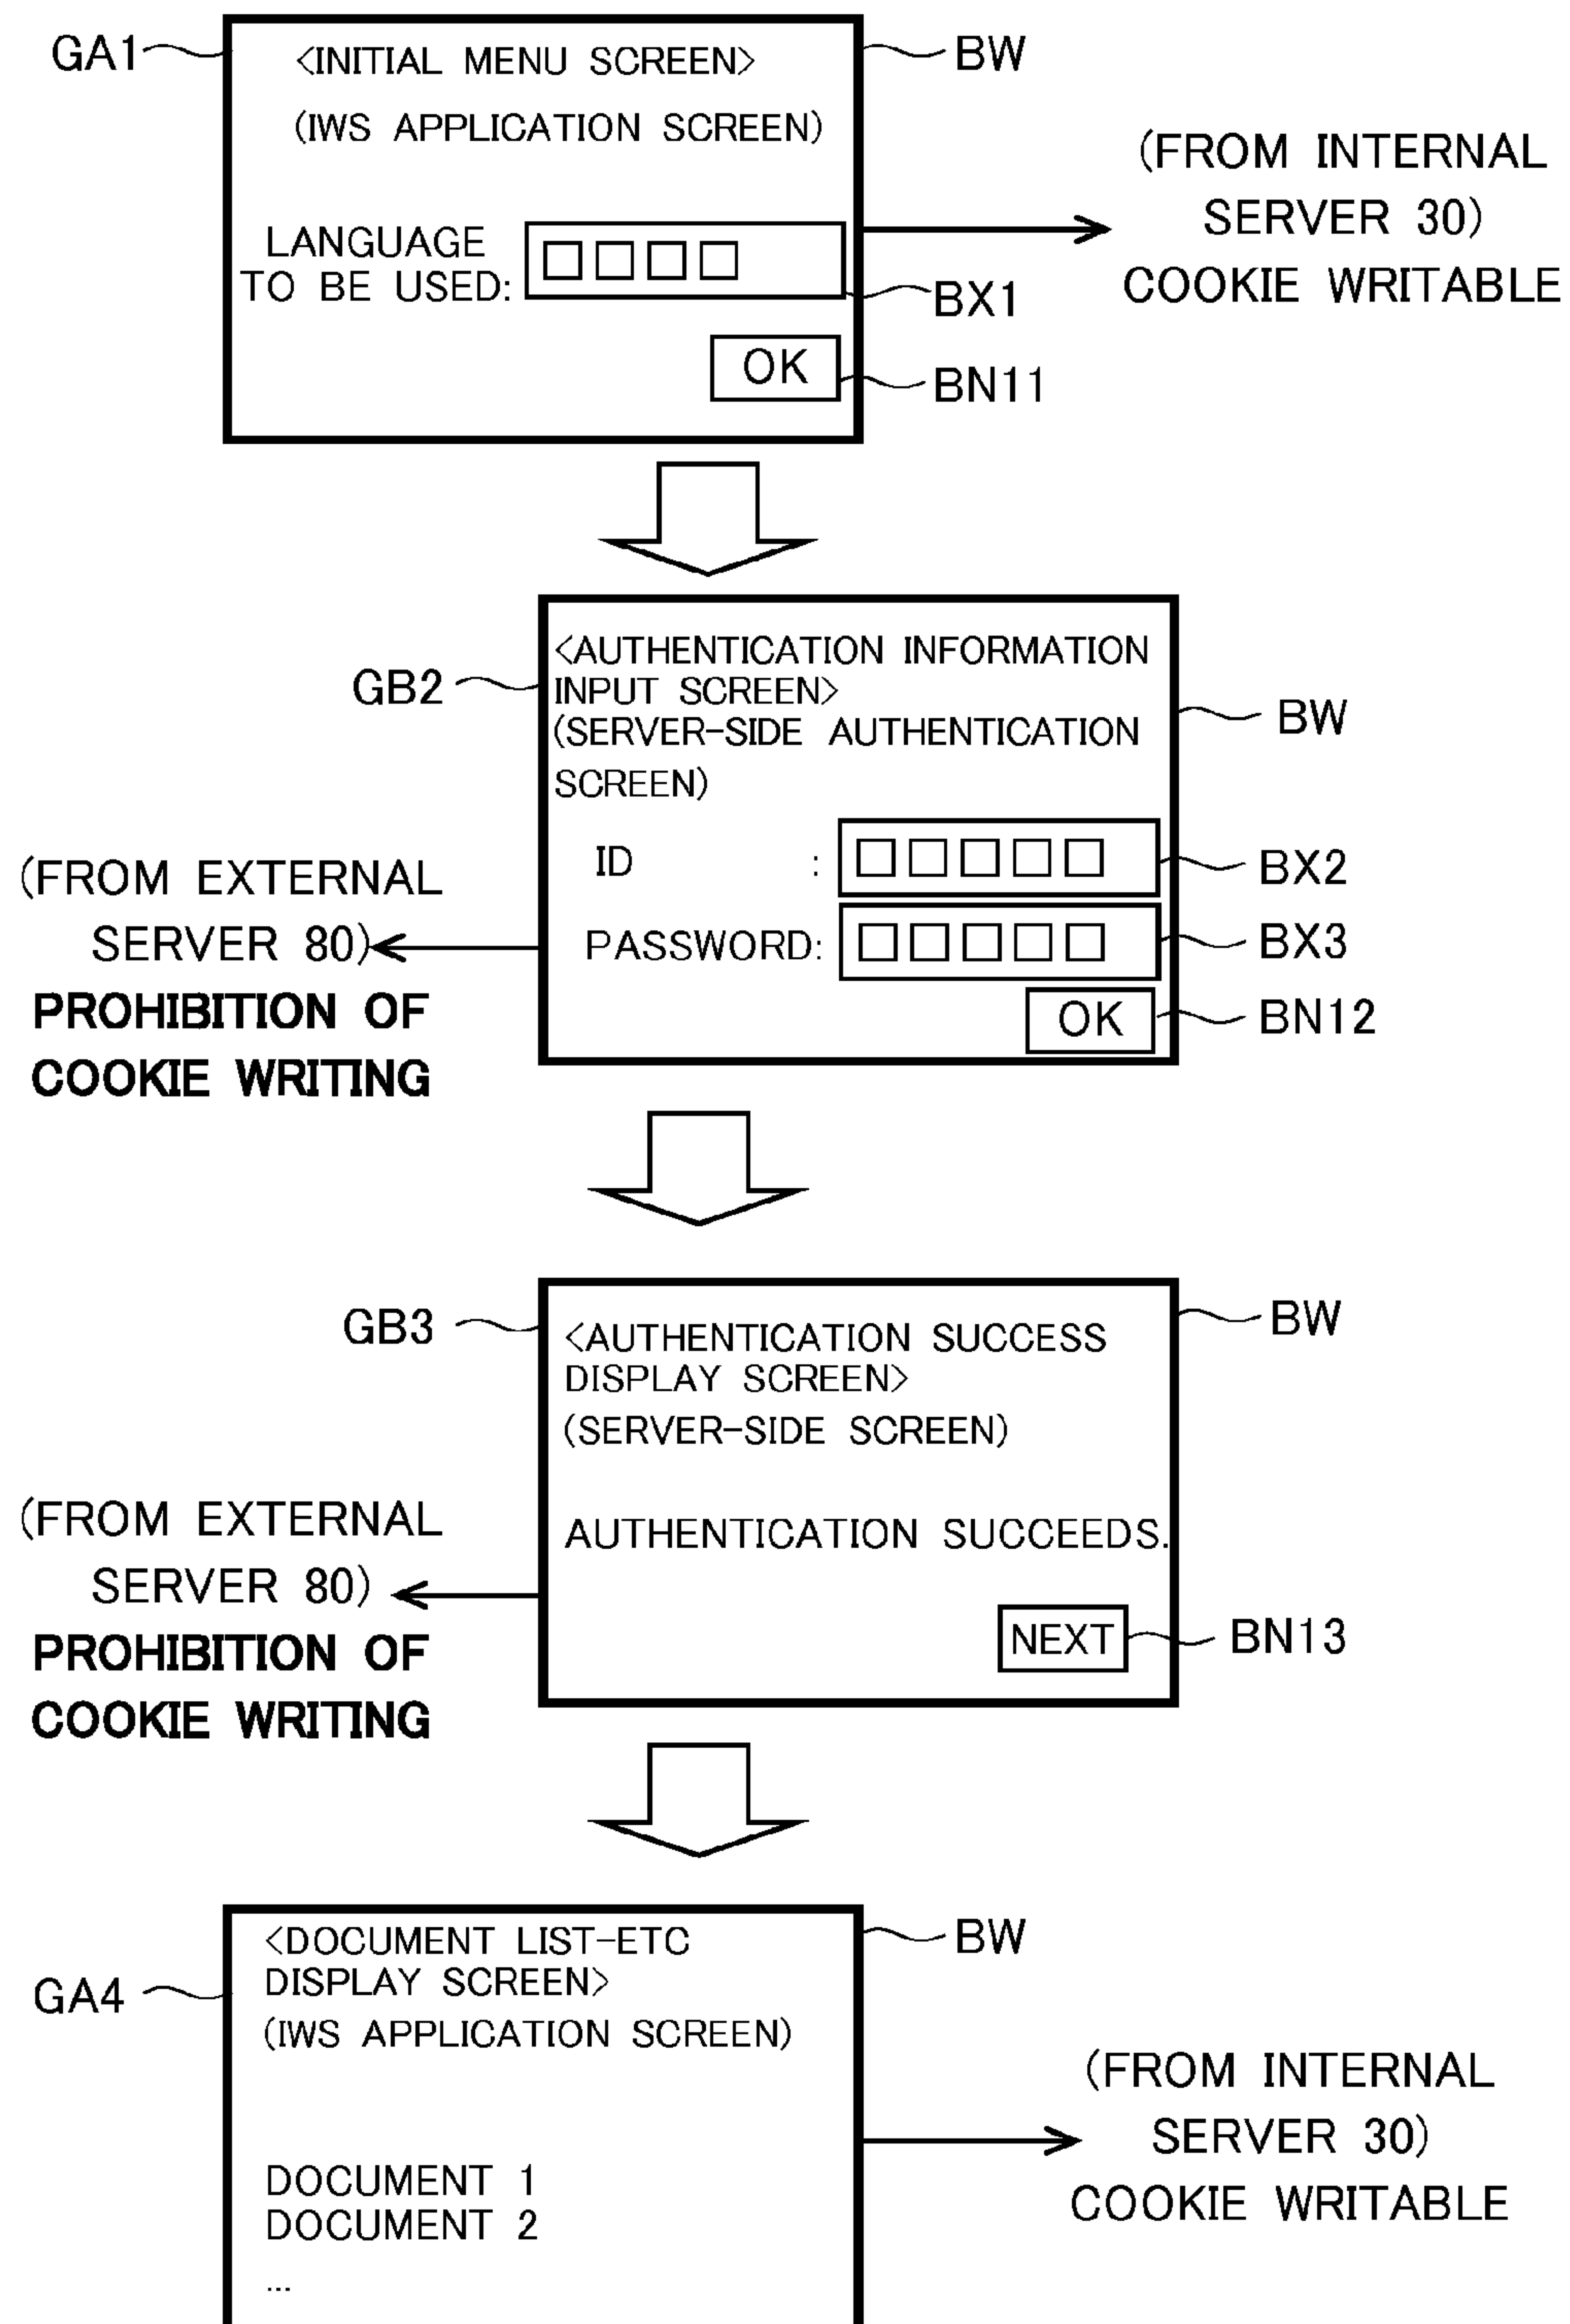 GA1
<INITIAL MENU SCREEN>
BW
(IWS APPLICATION SCREEN)
(FROM INTERNAL
SERVER 30)
COOKIE WRITABLE
LANGUAGE
TO BE USED: □□□□
BX1
OK
BN11
<AUTHENTICATION INFORMATION
INPUT SCREEN>
GB2
(SERVER-SIDE AUTHENTICATION
SCREEN)
BW
ID : □□□□□
BX2
(FROM EXTERNAL
SERVER 80)
PROHIBITION OF
COOKIE WRITING
PASSWORD: □□□□□
BX3
OK
BN12
GB3
<AUTHENTICATION SUCCESS
DISPLAY SCREEN>
BW
(SERVER-SIDE SCREEN)
AUTHENTICATION SUCCEEDS.
(FROM EXTERNAL
SERVER 80)
PROHIBITION OF
COOKIE WRITING
NEXT
BN13
<DOCUMENT LIST-ETC
DISPLAY SCREEN>
BW
GA4
(IWS APPLICATION SCREEN)
(FROM INTERNAL
SERVER 30)
COOKIE WRITABLE
DOCUMENT 1
DOCUMENT 2
...